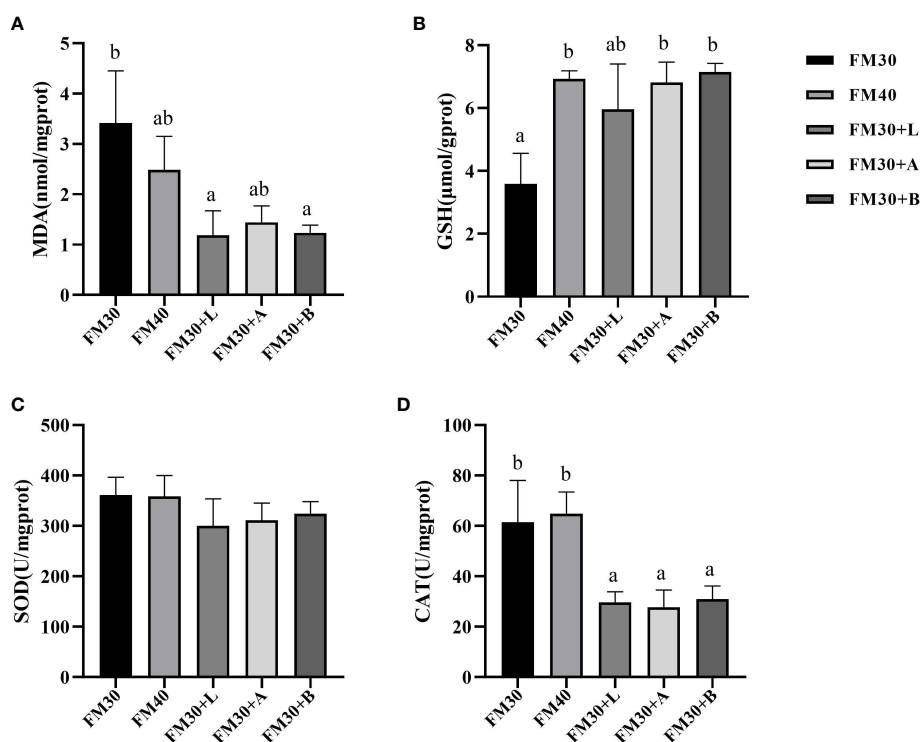 A
MDA(nmol/mgprot)
5
4
3
2
1
0
b
ab
a
ab
a
FM30
FM40
FM30+L
FM30+A
FM30+B
B
GSH(μmol/gprot)
8
6
4
2
0
a
b
ab
b
b
FM30
FM40
FM30+L
FM30+A
FM30+B
FM30
FM40
FM30+L
FM30+A
FM30+B
C
SOD(U/mgprot)
500
400
300
200
100
0
FM30
FM40
FM30+L
FM30+A
FM30+B
D
CAT(U/mgprot)
100
80
60
40
20
0
b
b
a
a
a
FM30
FM40
FM30+L
FM30+A
FM30+B